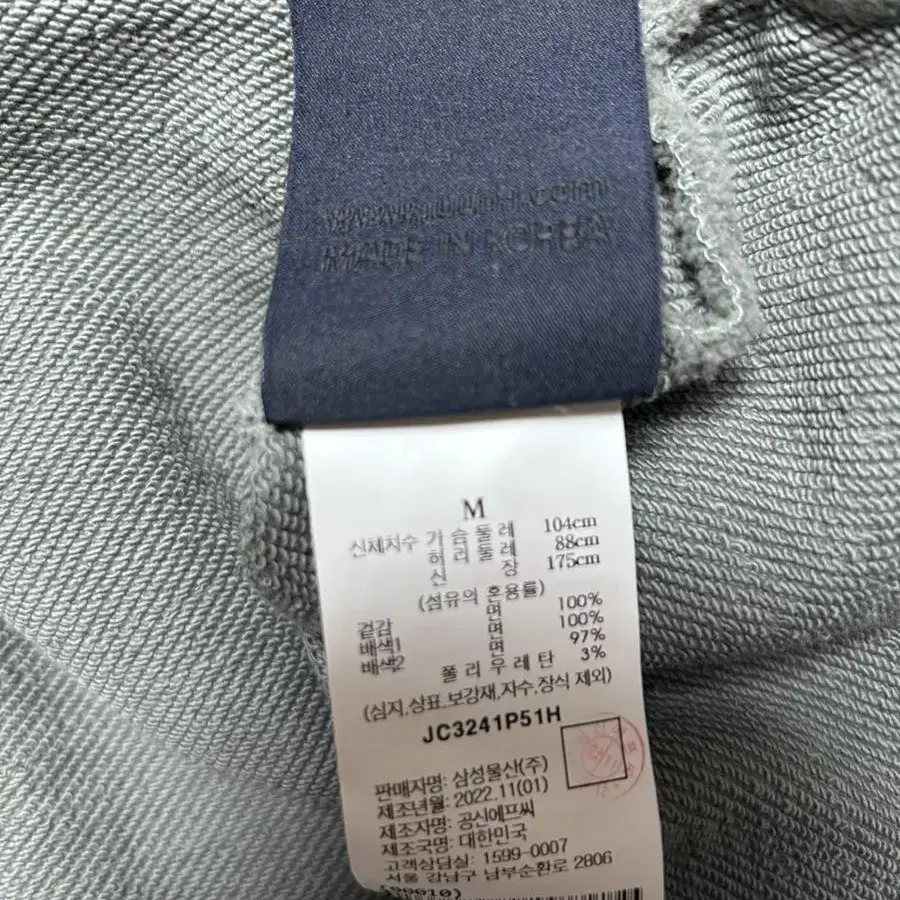 MADE IN KOREA
M
신체치수 가슴둘레 104cm
허리둘레 88cm
신장 175cm
(섬유의 혼용률)
겉감 면 100%
배색1 면 100%
배색2 면 97%
폴리우레탄 3%
(심지,상표,보강재,자수,장식 제외)
JC3241P51H
판매자명: 삼성물산(주)
제조년월: 2022.11(01)
제조자명: 공신에프씨
제조국명: 대한민국
고객상담실: 1599-0007
서울 강남구 남부순환로 2806